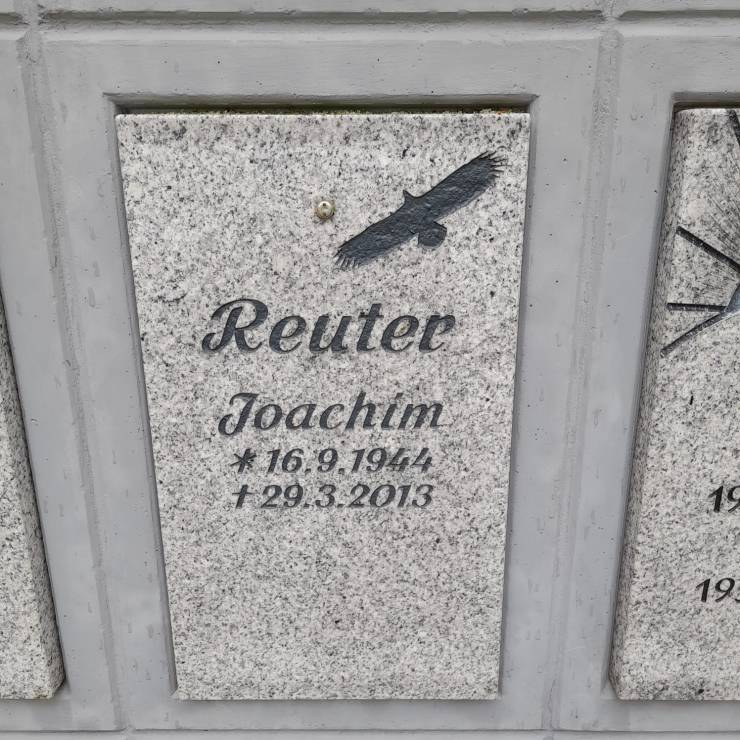 Reuter
Joachim
* 16.9.1944
† 29.3.2013